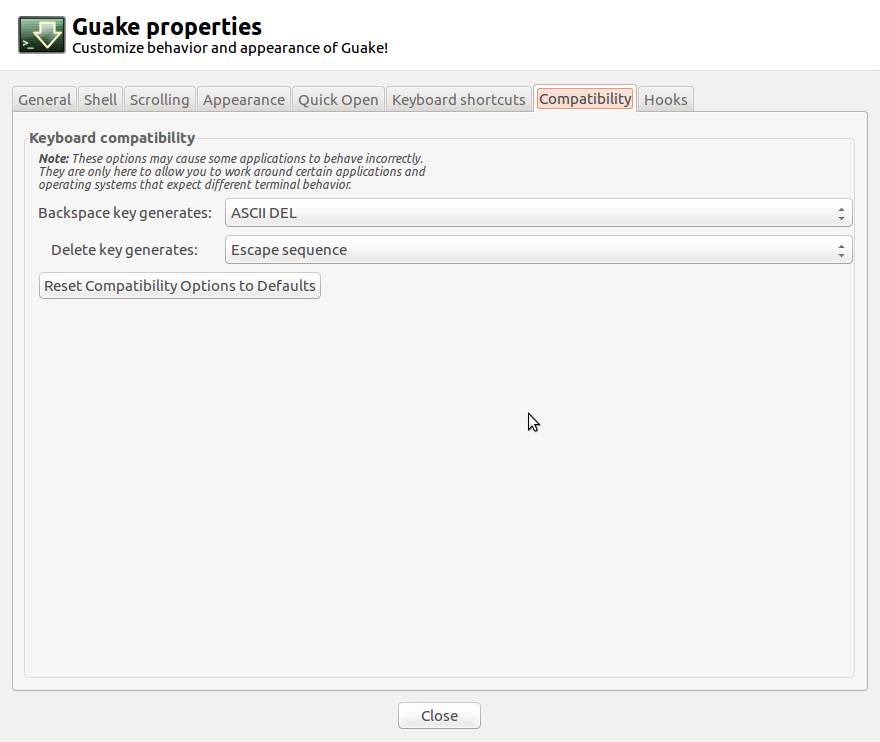 Guake properties
Customize behavior and appearance of Guake!
General Shell Scrolling Appearance Quick Open Keyboard shortcuts Compatibility Hooks
Keyboard compatibility
Note: These options may cause some applications to behave incorrectly.
They are only here to allow you to work around certain applications and
operating systems that expect different terminal behavior.
Backspace key generates: ASCII DEL
Delete key generates: Escape sequence
Reset Compatibility Options to Defaults
Close